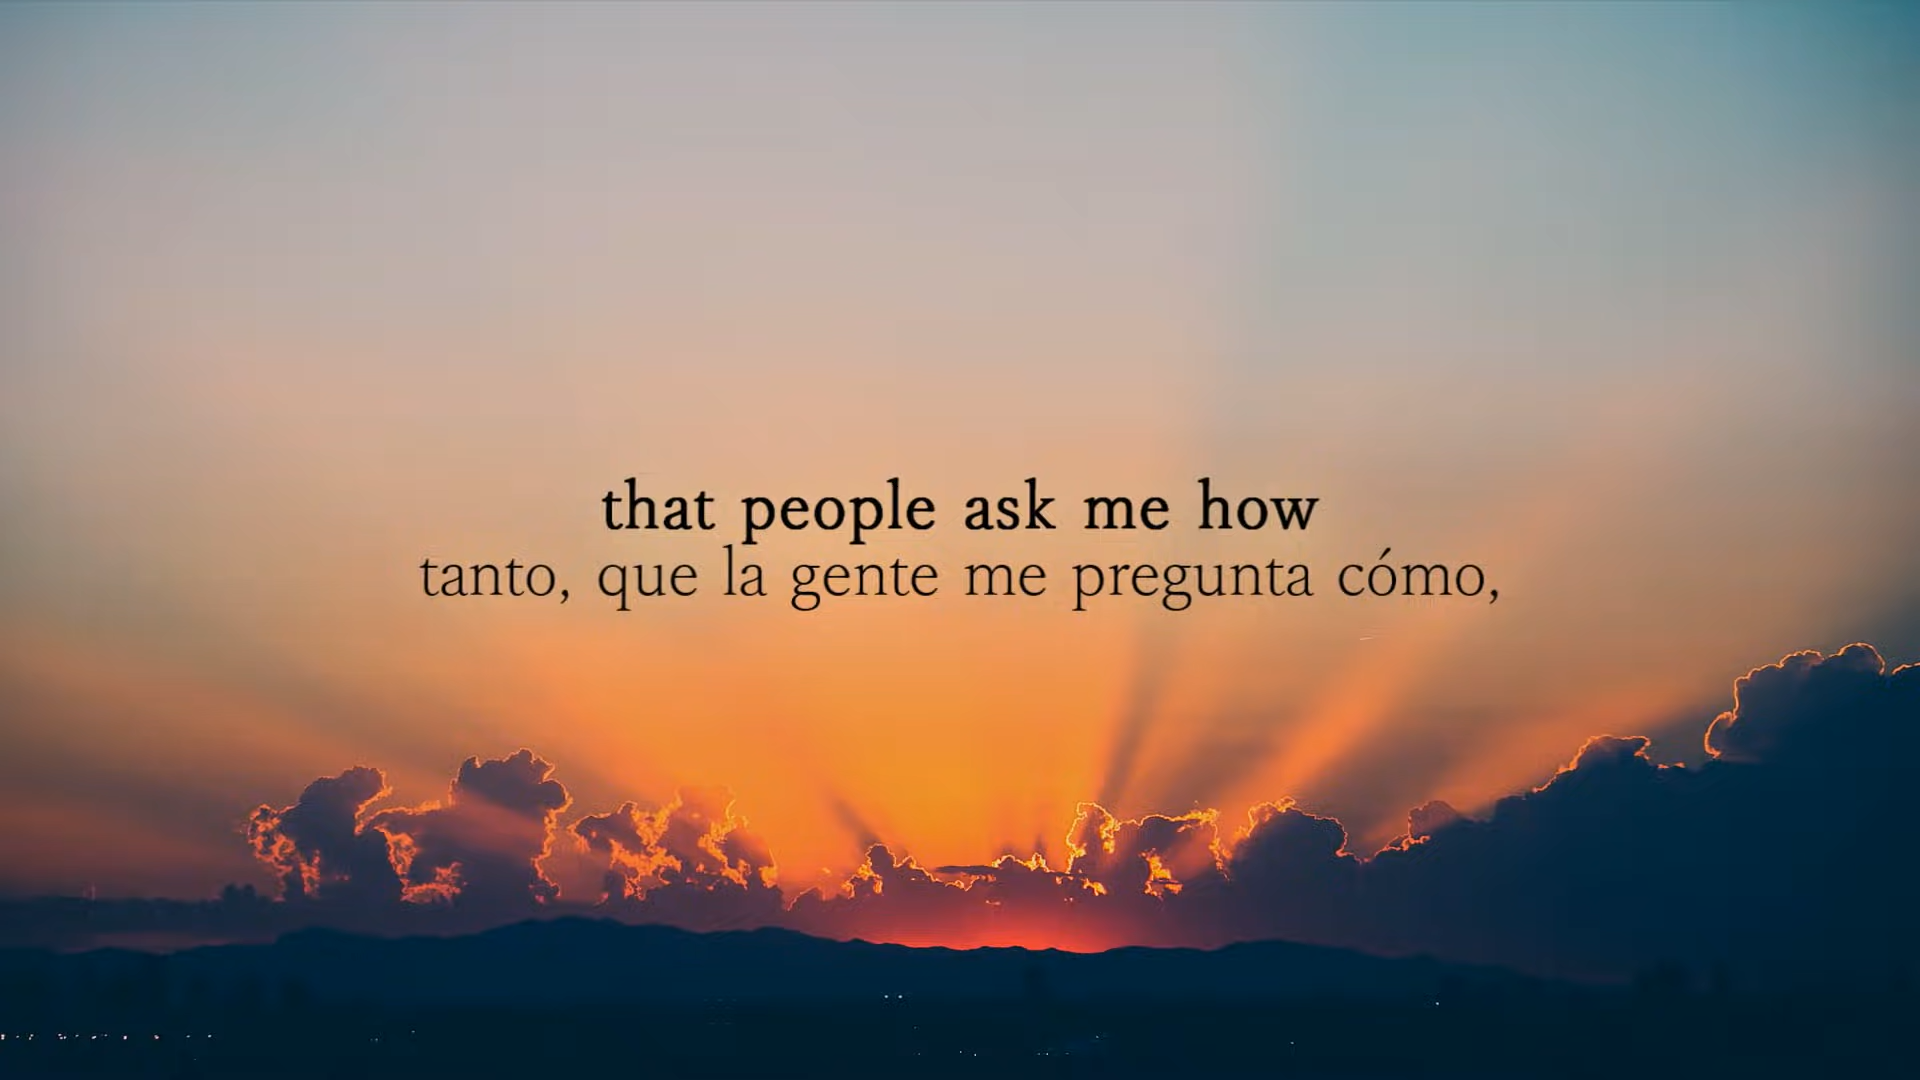 that people ask me how
tanto, que la gente me pregunta cómo,